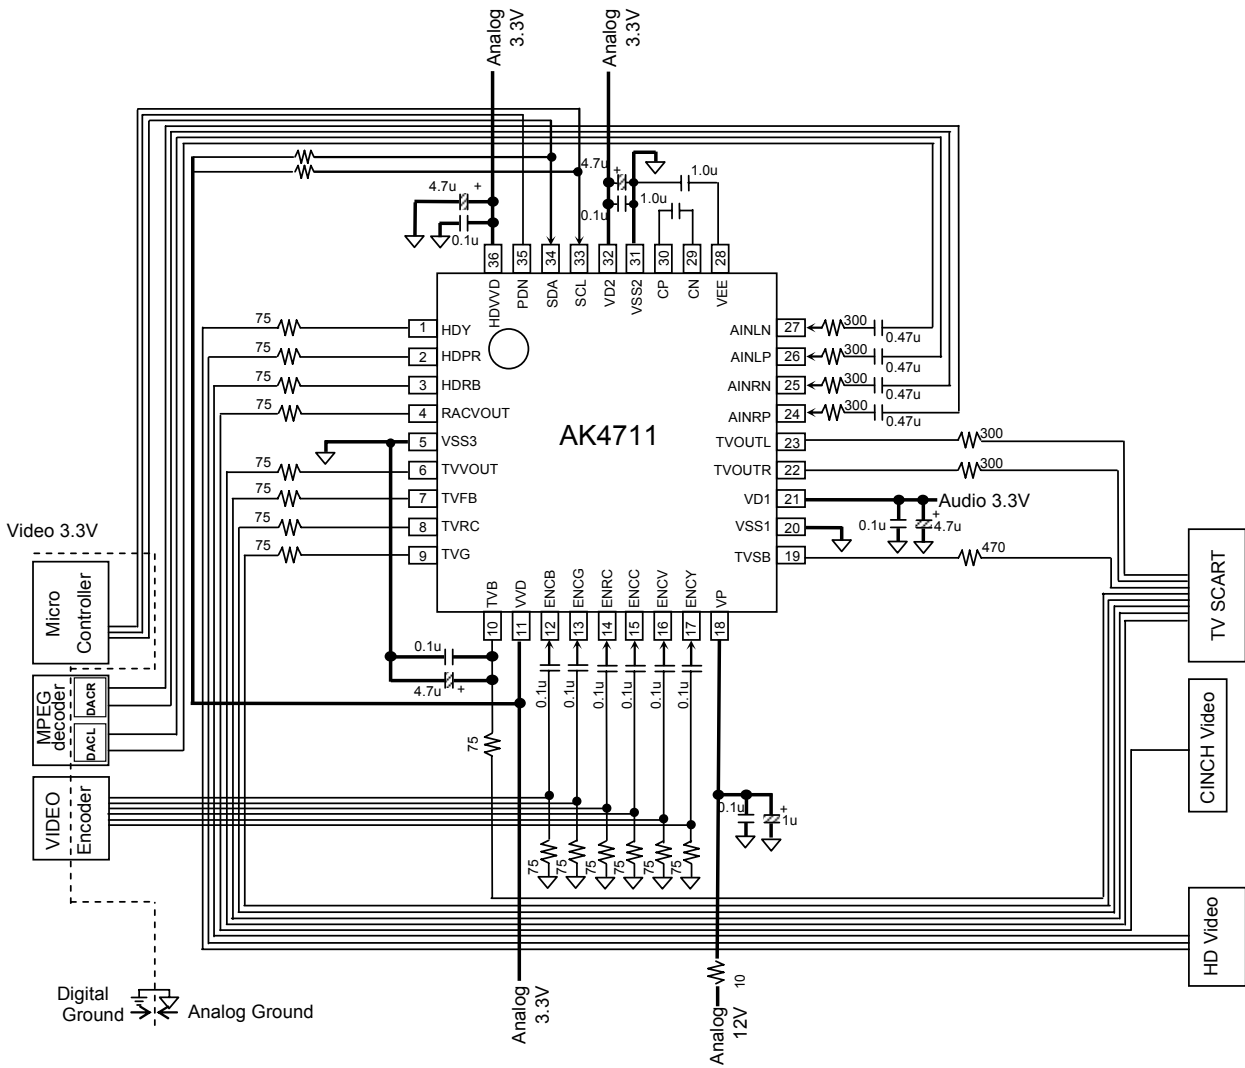 Analog
3.3V
Analog
3.3V
4.7u
+
0.1u
4.7u
+
0.1u
1.0u
1.0u
36
35
34
33
32
31
30
29
28
HDVVD
PDN
SDA
SCL
VD2
VSS2
CP
CN
VEE
75
1
HDY
75
2
HDPR
75
3
HDRB
75
4
RACVOUT
5
VSS3
75
6
TVVOUT
75
7
TVFB
75
8
TVRC
75
9
TVG
AK4711
AINLN
27
300
0.47u
AINLP
26
300
0.47u
AINRN
25
300
0.47u
AINRP
24
300
0.47u
TVOUTL
23
300
TVOUTR
22
300
VD1
21
Audio 3.3V
0.1u
+
4.7u
VSS1
20
TVSB
19
470
TVB
VVD
ENCB
ENCG
ENRC
ENCC
ENCV
ENCY
VP
10
11
12
13
14
15
16
17
18
0.1u
4.7u
+
0.1u
0.1u
0.1u
0.1u
0.1u
0.1u
75
75
75
75
75
75
75
0.1u
+
1u
10
Analog
3.3V
Analog
12V
Video 3.3V
Micro
Controller
MPEG
decoder
DACR
DACL
VIDEO
Encoder
Digital
Ground
Analog Ground
TV SCART
CINCH Video
HD Video